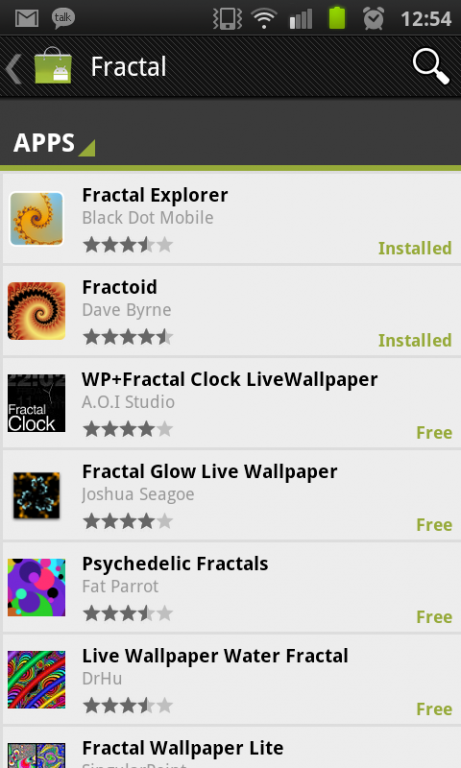 talk
12:54
Fractal
APPS
Fractal Explorer
Black Dot Mobile
Installed
Fractoid
Dave Byrne
Installed
Fractal
Clock
WP+Fractal Clock LiveWallpaper
A.O.I Studio
Free
Fractal Glow Live Wallpaper
Joshua Seagoe
Free
Psychedelic Fractals
Fat Parrot
Free
Live Wallpaper Water Fractal
DrHu
Free
Fractal Wallpaper Lite
SingularPoint